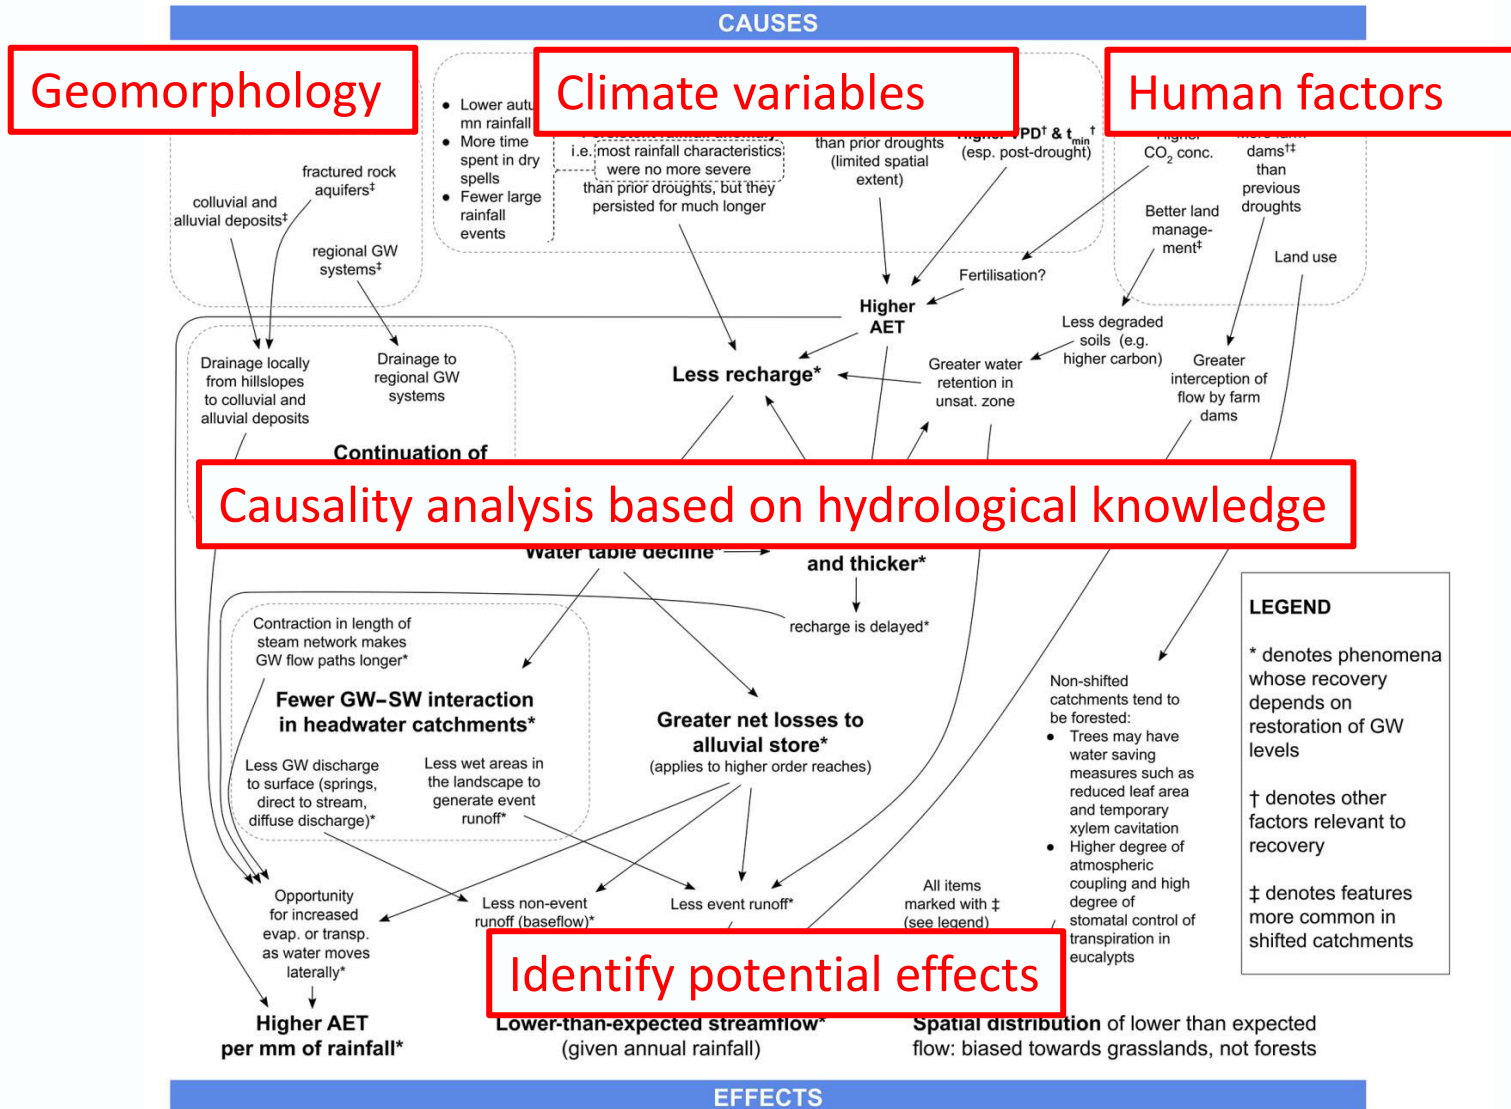 CAUSES
Geomorphology
Climate variables
Human factors
colluvial and
alluvial deposits‡
fractured rock
aquifers‡
regional GW
systems‡
● Lower autu
mn rainfall
● More time
spent in dry
spells
● Fewer large
rainfall
events
i.e. most rainfall characteristics
were no more severe
than prior droughts, but they
persisted for much longer
than prior droughts
(limited spatial
extent)
VPD† & tmin†
(esp. post-drought)
CO2 conc.
dams†‡
than
previous
droughts
Better land
manage-
ment‡
Land use
Fertilisation?
Higher
AET
Less degraded
soils (e.g.
higher carbon)
Drainage locally
from hillslopes
to colluvial and
alluvial deposits
Drainage to
regional GW
systems
Less recharge*
Greater water
retention in
unsat. zone
Greater
interception of
flow by farm
dams
Continuation of
Causality analysis based on hydrological knowledge
Water table decline*
and thicker*
recharge is delayed*
Contraction in length of
steam network makes
GW flow paths longer*
Fewer GW–SW interaction
in headwater catchments*
Less GW discharge
to surface (springs,
direct to stream,
diffuse discharge)*
Less wet areas in
the landscape to
generate event
runoff*
Greater net losses to
alluvial store*
(applies to higher order reaches)
Non-shifted
catchments tend to
be forested:
● Trees may have
water saving
measures such as
reduced leaf area
and temporary
xylem cavitation
● Higher degree of
atmospheric
coupling and high
degree of
stomatal control of
transpiration in
eucalypts
LEGEND
* denotes phenomena
whose recovery
depends on
restoration of GW
levels
† denotes other
factors relevant to
recovery
‡ denotes features
more common in
shifted catchments
Opportunity
for increased
evap. or transp.
as water moves
laterally*
Less non-event
runoff (baseflow)*
Less event runoff*
All items
marked with ‡
(see legend)
Identify potential effects
Higher AET
per mm of rainfall*
Lower-than-expected streamflow*
(given annual rainfall)
Spatial distribution of lower than expected
flow: biased towards grasslands, not forests
EFFECTS